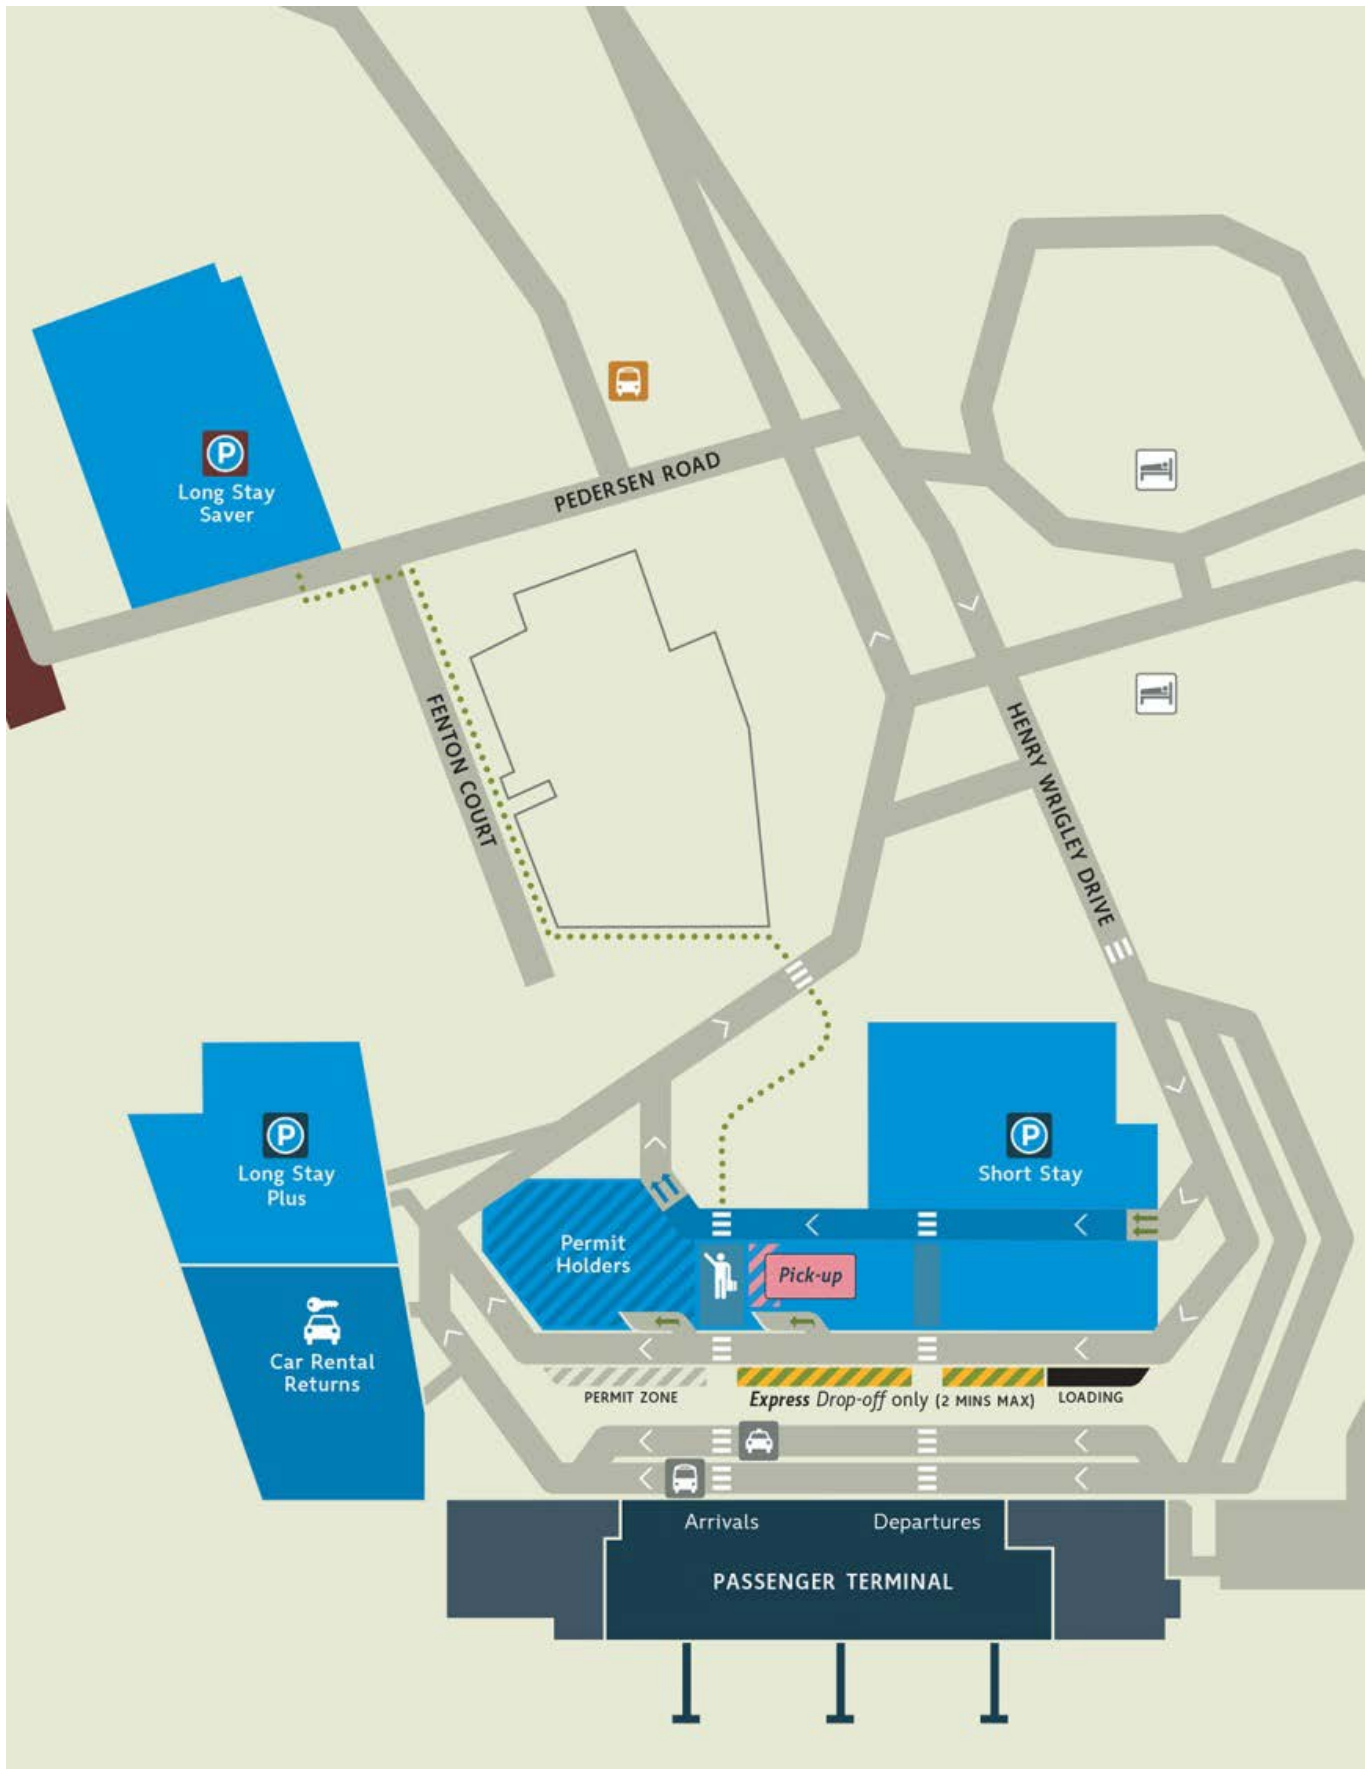 PEDERSEN ROAD
P
Long Stay
Saver
FENTON COURT
HENRY WRIGLEY DRIVE
P
Long Stay
Plus
P
Short Stay
Permit
Holders
Pick-up
Car Rental
Returns
PERMIT ZONE
Express Drop-off only (2 MINS MAX)
LOADING
Arrivals
Departures
PASSENGER TERMINAL